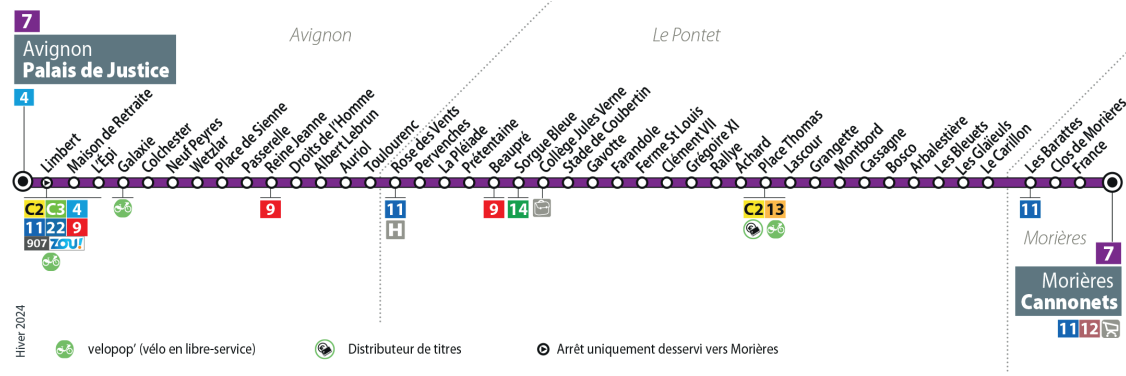 7
Avignon
Palais de Justice
4
Avignon
Le Pontet
Limbert
Maison de Retraite
L'Epi
Galaxie
Colchester
Neuf Peyres
Wetzlar
Place de Sienne
Passerelle
Reine Jeanne
Droits de l'Homme
Albert Lebrun
Auriol
Toulourenc
Rose des Vents
Pervenches
La Pléiade
Prétentaine
Beaupré
Sorgue Bleue
Collège Jules Verne
Stade de Coubertin
Gavotte
Farandole
Ferme St Louis
Clément VII
Grégoire XI
Rallye
Achard
Place Thomas
Lascour
Grangette
Montbord
Cassagne
Bosco
Arbalestière
Les Bleuets
Les Glaïeuls
Le Carillon
Les Barattes
Clos de Morières
France
C2 C3 4
11 22 9
907 ZOU!
9
11
H
9
14
C2 13
11
Morières
7
Morières
Cannonets
11 12
Hiver 2024
velopop' (vélo en libre-service)
Distributeur de titres
Arrêt uniquement desservi vers Morières